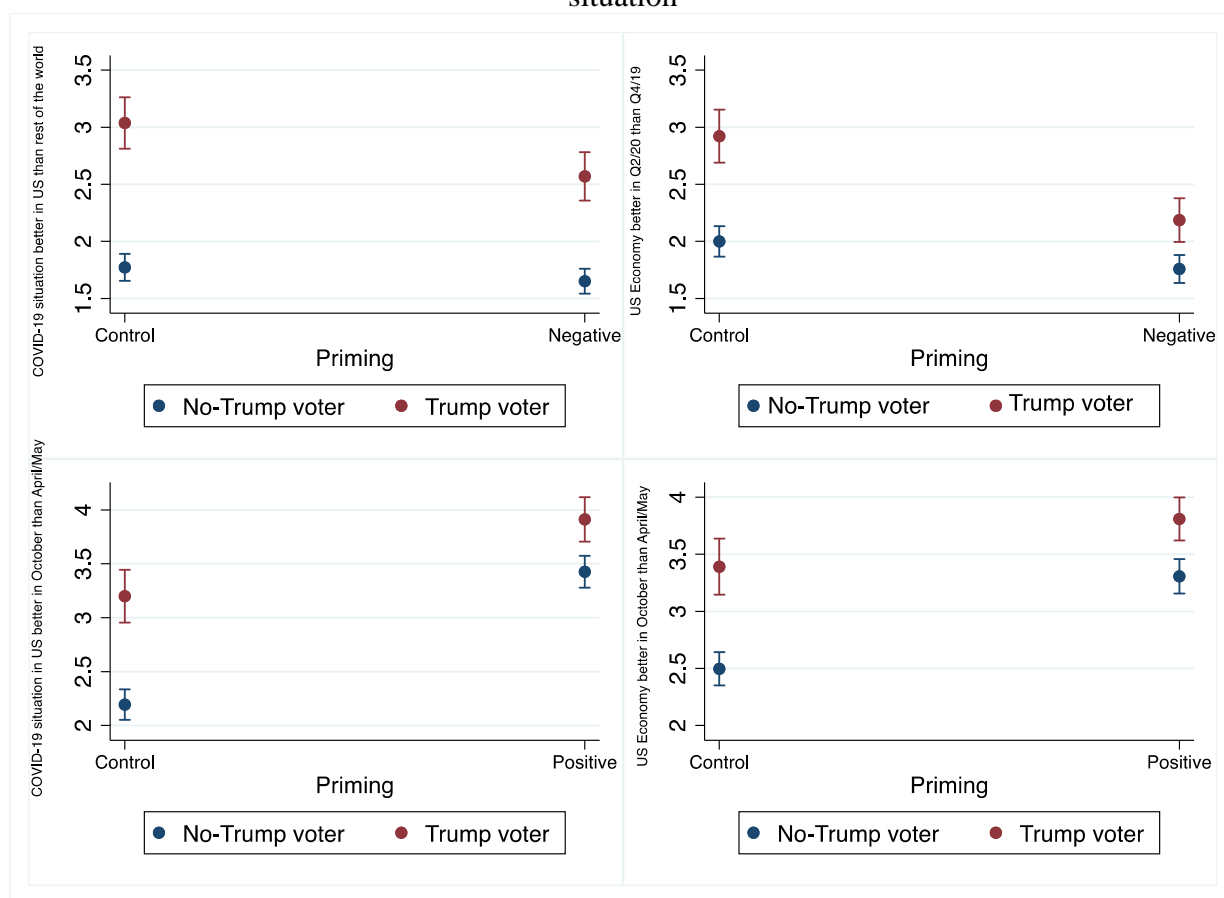 situation
COVID-19 situation better in US than rest of the world
3.5
3
2.5
2
1.5
Control
Negative
Priming
No-Trump voter
Trump voter
US Economy better in Q2/20 than Q4/19
3.5
3
2.5
2
1.5
Control
Negative
Priming
No-Trump voter
Trump voter
COVID-19 situation in US better in October than April/May
4
3.5
3
2.5
2
Control
Positive
Priming
No-Trump voter
Trump voter
US Economy better in October than April/May
4
3.5
3
2.5
2
Control
Positive
Priming
No-Trump voter
Trump voter